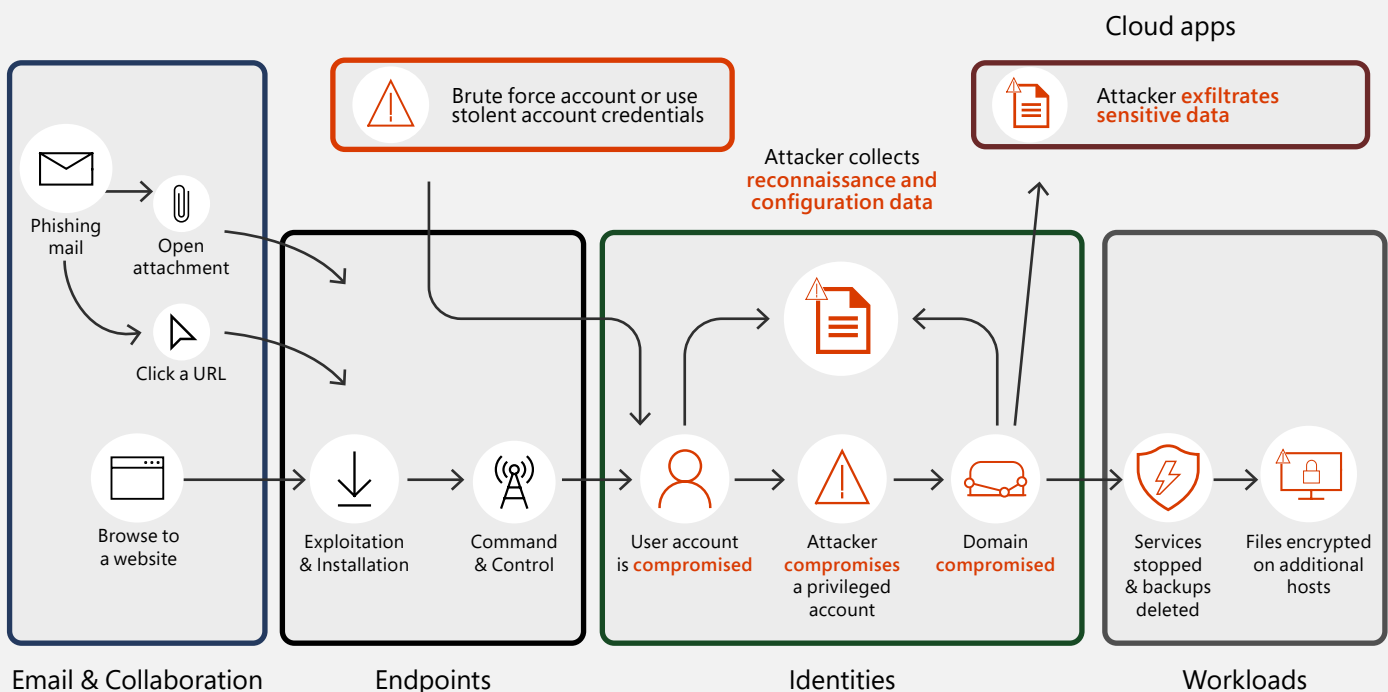 Cloud apps
Brute force account or use
stolent account credentials
Attacker exfiltrates
sensitive data
Attacker collects
reconnaissance and
configuration data
Phishing
mail
Open
attachment
Click a URL
Browse to
a website
Exploitation
& Installation
Command
& Control
User account
is compromised
Attacker
compromises
a privileged
account
Domain
compromised
Services
stopped
& backups
deleted
Files encrypted
on additional
hosts
Email & Collaboration
Endpoints
Identities
Workloads